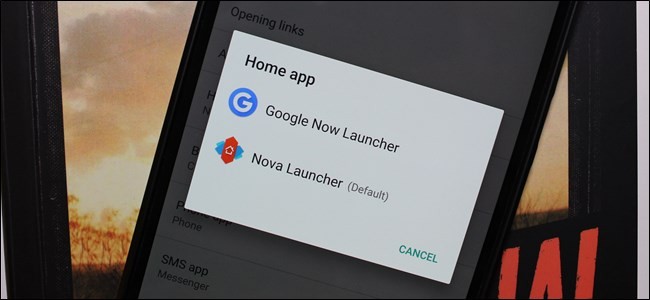 Opening links
Home app
Google Now Launcher
Nova Launcher (Default)
CANCEL
Phone
SMS app
Messenger